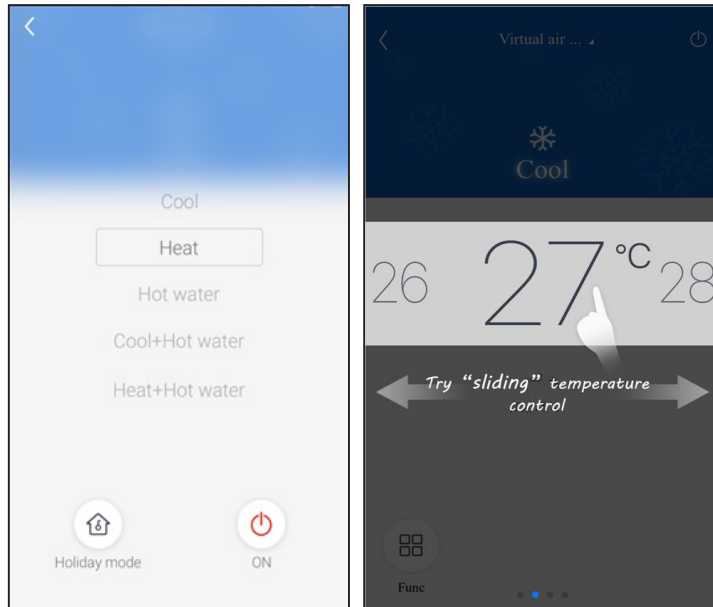 Cool
Heat
Hot water
Cool+Hot water
Heat+Hot water
Holiday mode
ON
Virtual air ...
Cool
26
27°C
28
Try “sliding” temperature
control
Func